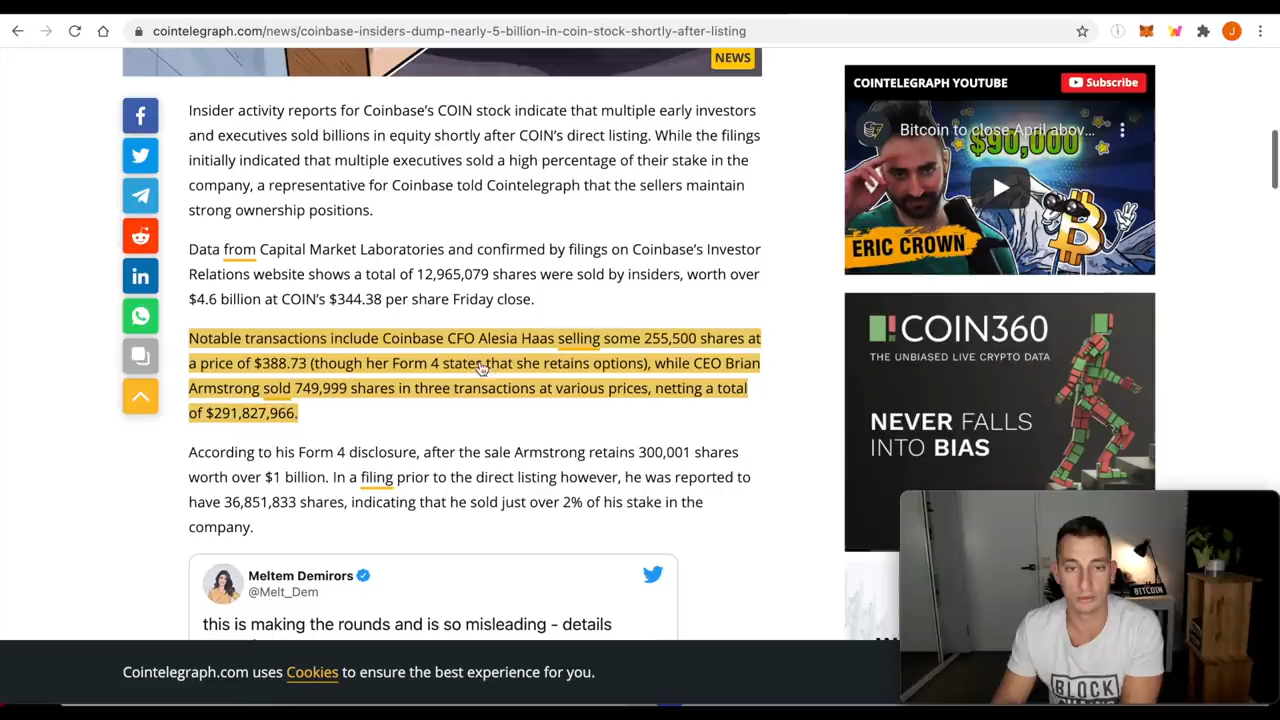 cointelegraph.com/news/coinbase-insiders-dump-nearly-5-billion-in-coin-stock-shortly-after-listing
J
NEWS
Insider activity reports for Coinbase's COIN stock indicate that multiple early investors
and executives sold billions in equity shortly after COIN's direct listing. While the filings
initially indicated that multiple executives sold a high percentage of their stake in the
company, a representative for Coinbase told Cointelegraph that the sellers maintain
strong ownership positions.
Data from Capital Market Laboratories and confirmed by filings on Coinbase's Investor
Relations website shows a total of 12,965,079 shares were sold by insiders, worth over
$4.6 billion at COIN's $344.38 per share Friday close.
Notable transactions include Coinbase CFO Alesia Haas selling some 255,500 shares at
a price of $388.73 (though her Form 4 states that she retains options), while CEO Brian
Armstrong sold 749,999 shares in three transactions at various prices, netting a total
of $291,827,966.
According to his Form 4 disclosure, after the sale Armstrong retains 300,001 shares
worth over $1 billion. In a filing prior to the direct listing however, he was reported to
have 36,851,833 shares, indicating that he sold just over 2% of his stake in the
company.
Meltem Demirors
@Melt_Dem
this is making the rounds and is so misleading - details
Cointelegraph.com uses Cookies to ensure the best experience for you.
COINTELEGRAPH YOUTUBE
Subscribe
Bitcoin to close April abov...
$90,000
ERIC CROWN
COIN360
THE UNBIASED LIVE CRYPTO DATA
NEVER FALLS
INTO BIAS
BITCOIN
BLOCK